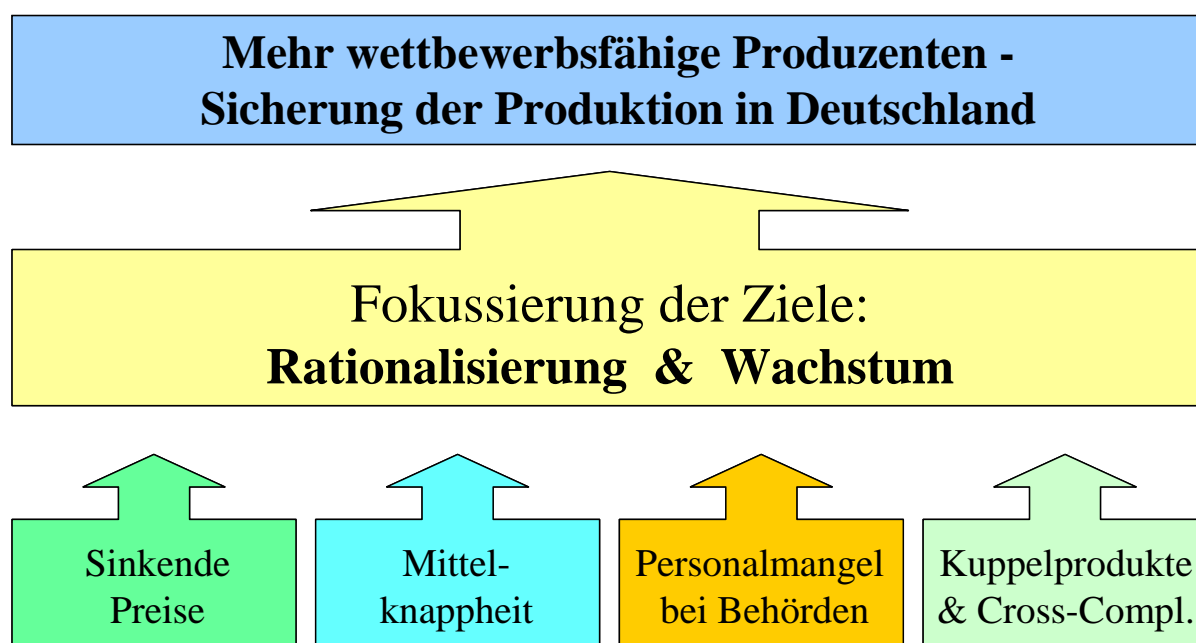 Mehr wettbewerbsfähige Produzenten -
Sicherung der Produktion in Deutschland
Fokussierung der Ziele:
Rationalisierung & Wachstum
Sinkende
Preise
Mittel-
knappheit
Personalmangel
bei Behörden
Kuppelprodukte
& Cross-Compl.